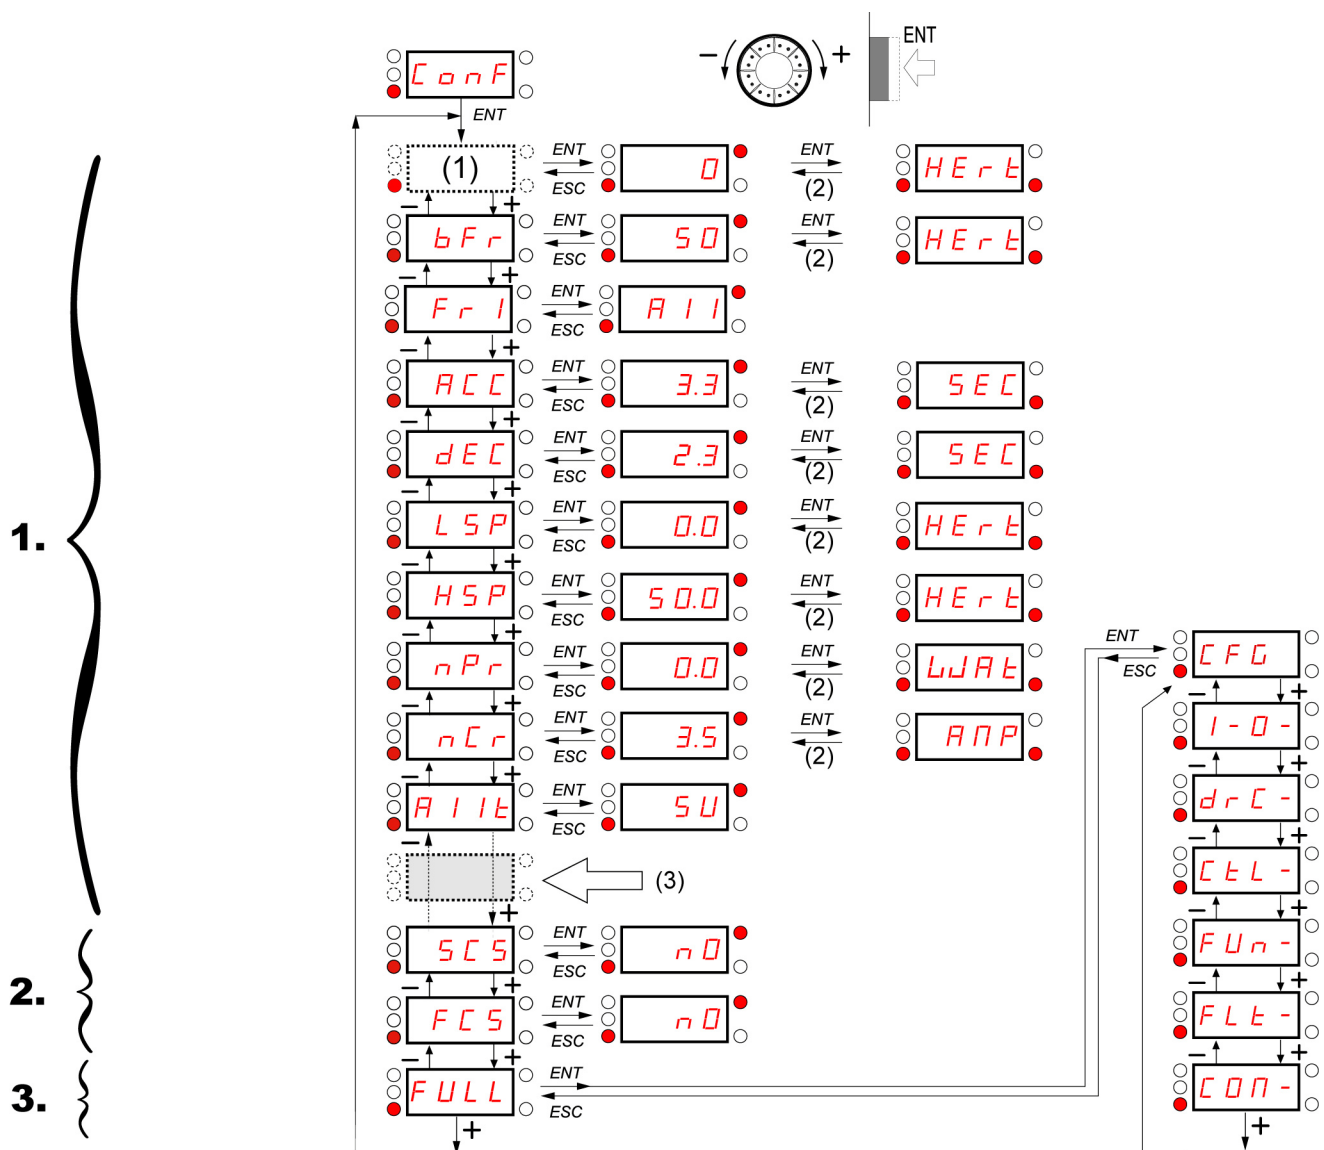 − + ENT
ConF
ENT
(1) ENT ESC 0 ENT (2) HErt
− +
bFr ENT ESC 50 ENT (2) HErt
− +
Fr1 ENT ESC A11
− +
ACC ENT ESC 3.3 ENT (2) SEC
− +
dEC ENT ESC 2.3 ENT (2) SEC
− +
LSP ENT ESC 0.0 ENT (2) HErt
− +
HSP ENT ESC 50.0 ENT (2) HErt
− +
nPr ENT ESC 0.0 ENT (2) WAt
− +
nCr ENT ESC 3.5 ENT (2) AMP
− +
A11t ENT ESC SU
−
(3)
+
SCS ENT ESC nO
− +
FCS ENT ESC nO
− +
FULL ENT ESC
+
1.
2.
3.
ENT ESC CFG
− +
I-O-
− +
drC-
− +
CtL-
− +
FUn-
− +
FLt-
− +
COM-
+